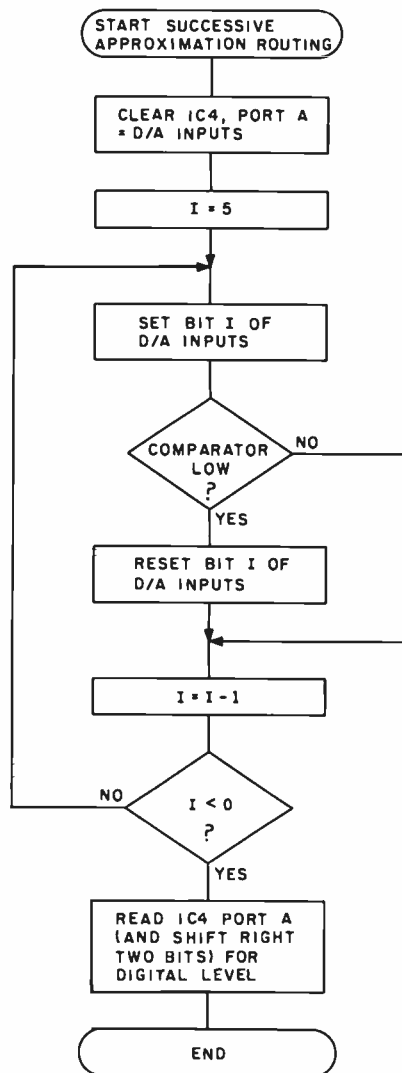 START SUCCESSIVE
APPROXIMATION ROUTING
CLEAR IC4, PORT A
= D/A INPUTS
I = 5
SET BIT I OF
D/A INPUTS
COMPARATOR
LOW
?
NO
YES
RESET BIT I OF
D/A INPUTS
I = I - 1
NO
I < 0
?
YES
READ IC4 PORT A
(AND SHIFT RIGHT
TWO BITS) FOR
DIGITAL LEVEL
END